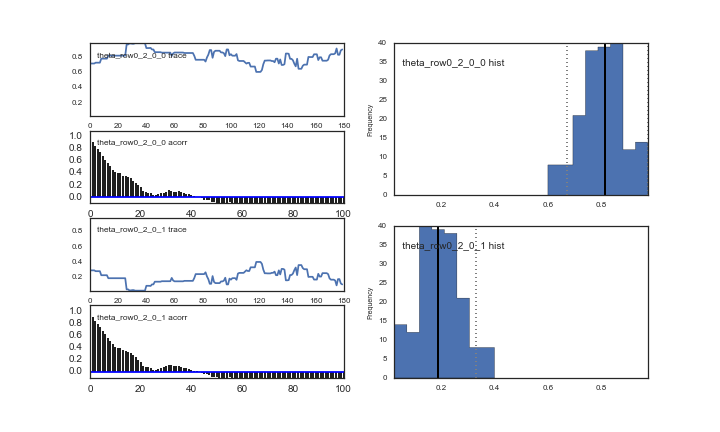 theta_row0_2_0_0 trace
0.8
0.6
0.4
0.2
0 20 40 60 80 100 120 140 160 180
theta_row0_2_0_0 acorr
1.0
0.8
0.6
0.4
0.2
0.0
0 20 40 60 80 100
theta_row0_2_0_1 trace
0.8
0.6
0.4
0.2
0 20 40 60 80 100 120 140 160 180
theta_row0_2_0_1 acorr
1.0
0.8
0.6
0.4
0.2
0.0
0 20 40 60 80 100
theta_row0_2_0_0 hist
Frequency
40
35
30
25
20
15
10
5
0
0.2 0.4 0.6 0.8
theta_row0_2_0_1 hist
Frequency
40
35
30
25
20
15
10
5
0
0.2 0.4 0.6 0.8